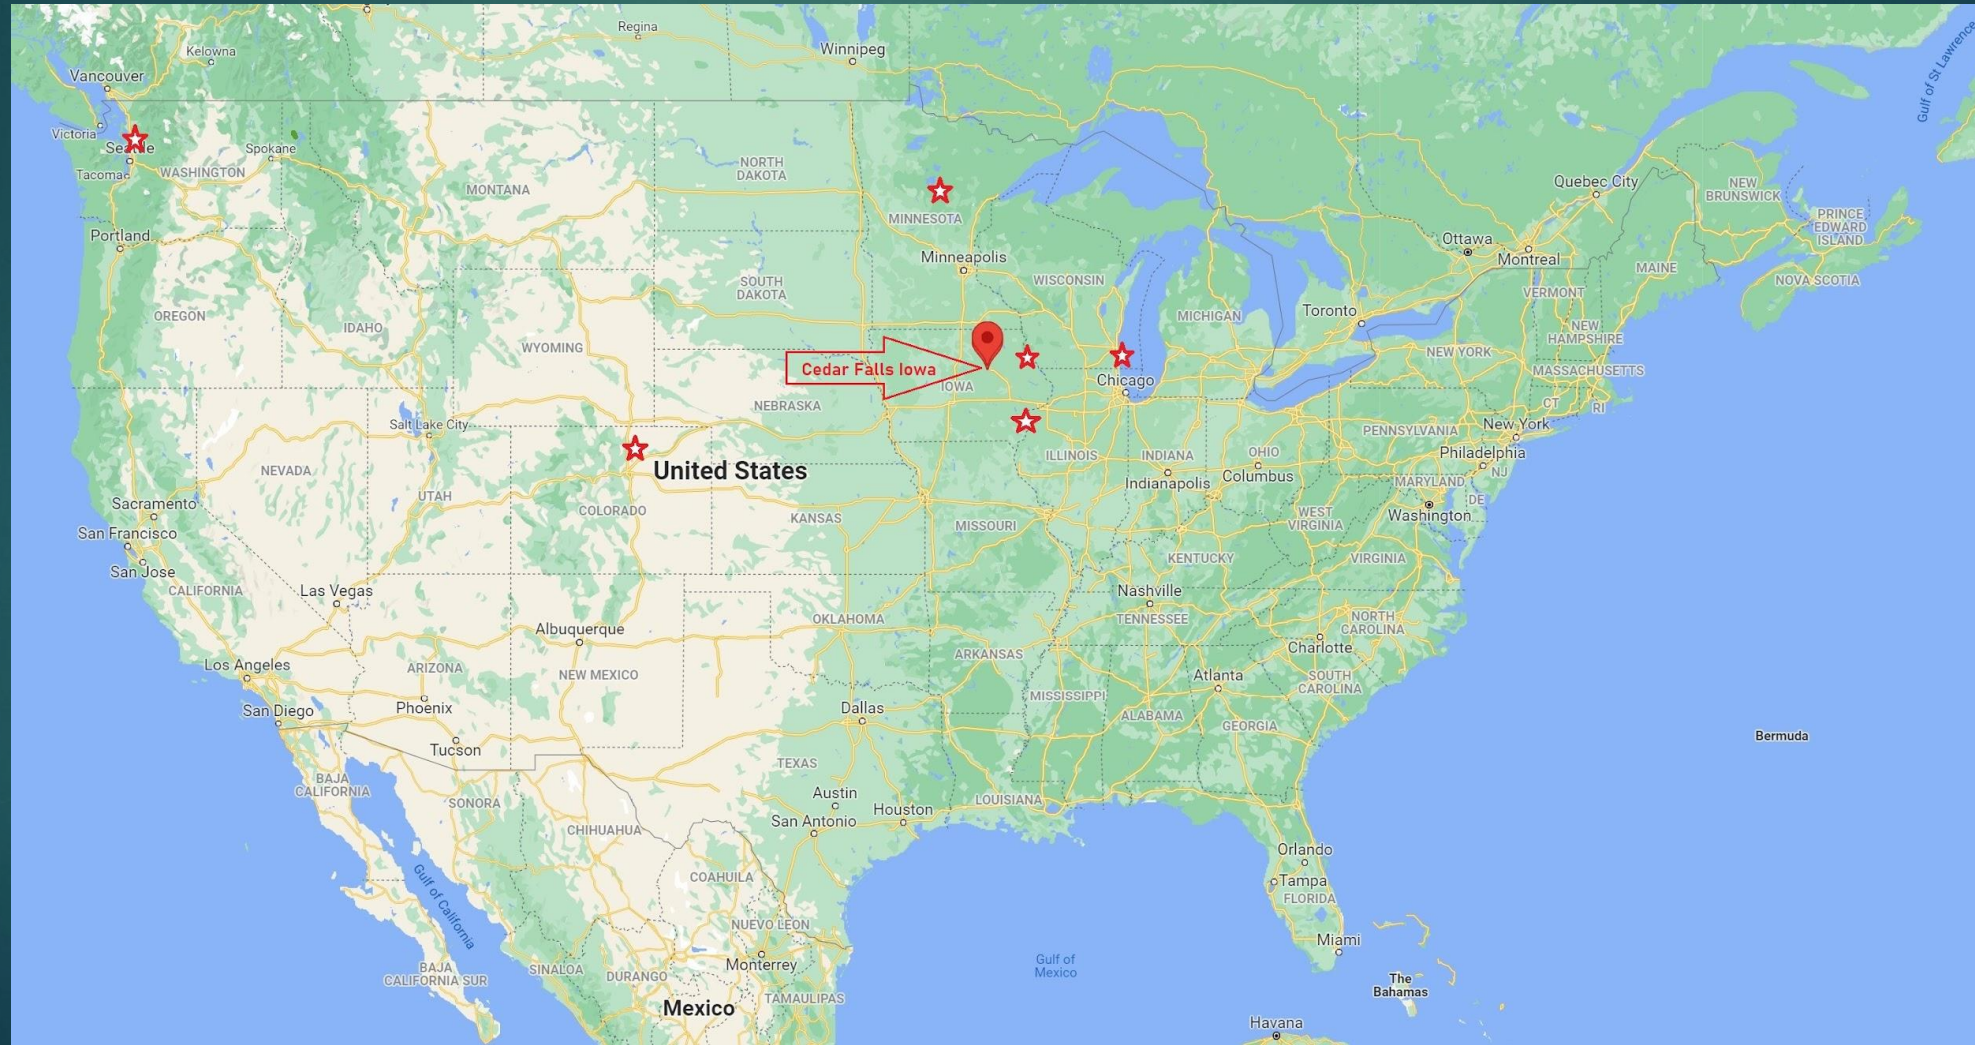 Regina
Kelowna
Winnipeg
Vancouver
Gulf of St Lawrence
Victoria
Seattle
Spokane
Quebec City
NORTH
DAKOTA
WASHINGTON
Tacoma
MONTANA
NEW
BRUNSWICK
MINNESOTA
PRINCE
EDWARD
ISLAND
Portland
Ottawa
Minneapolis
Montreal
MAINE
WISCONSIN
NOVA SCOTIA
SOUTH
DAKOTA
VERMONT
OREGON
MICHIGAN
Toronto
IDAHO
NEW
HAMPSHIRE
WYOMING
NEW YORK
Cedar Falls Iowa
MASSACHUSETTS
Chicago
IOWA
NEBRASKA
CT
RI
Salt Lake City
New York
PENNSYLVANIA
Philadelphia
OHIO
ILLINOIS
INDIANA
United States
NEVADA
NJ
Indianapolis
Columbus
MARYLAND
UTAH
DE
Sacramento
COLORADO
KANSAS
MISSOURI
WEST
VIRGINIA
Washington
San Francisco
KENTUCKY
VIRGINIA
San Jose
CALIFORNIA
Las Vegas
Nashville
OKLAHOMA
TENNESSEE
NORTH
CAROLINA
Albuquerque
Charlotte
ARKANSAS
Los Angeles
ARIZONA
NEW MEXICO
Atlanta
SOUTH
CAROLINA
MISSISSIPPI
San Diego
Phoenix
Dallas
ALABAMA
GEORGIA
Bermuda
Tucson
TEXAS
BAJA
CALIFORNIA
Austin
LOUISIANA
SONORA
Houston
San Antonio
CHIHUAHUA
Orlando
COAHUILA
Tampa
FLORIDA
Gulf of California
NUEVO LEON
Miami
Monterrey
Gulf of
Mexico
SINALOA
DURANGO
BAJA
CALIFORNIA SUR
The
Bahamas
TAMAULIPAS
Mexico
Havana